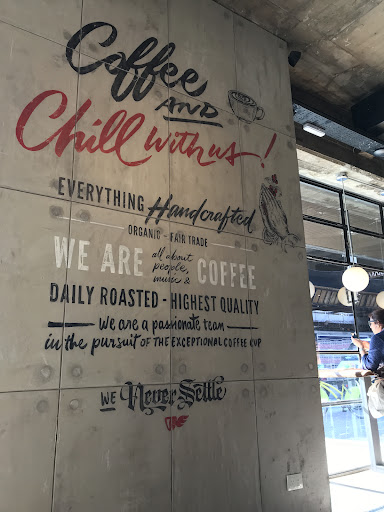 Coffee
AND
Chill with us!
EVERYTHING Handcrafted
ORGANIC - FAIR TRADE
WE ARE all about people, music & COFFEE
DAILY ROASTED - HIGHEST QUALITY
we are a passionate team
in the pursuit OF THE EXCEPTIONAL COFFEE CUP
WE Never Settle